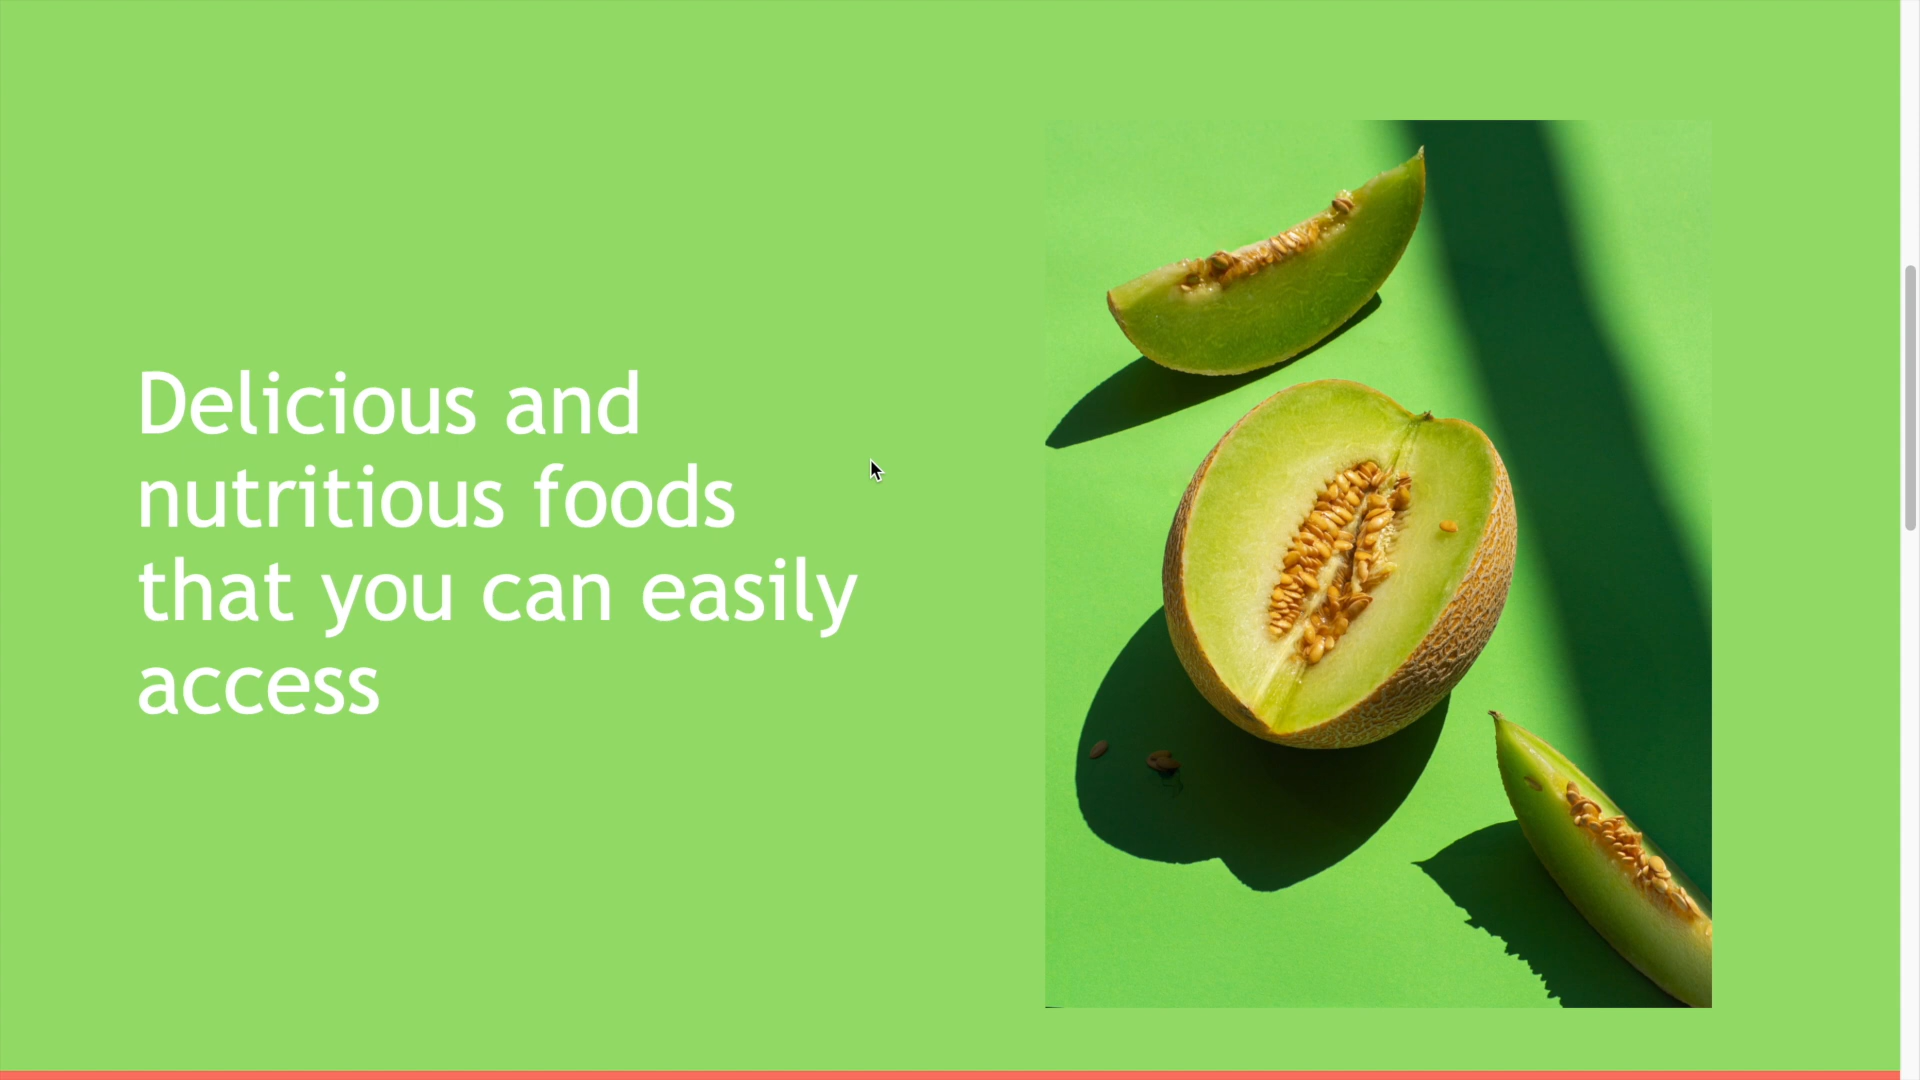 Delicious and
nutritious foods
that you can easily
access